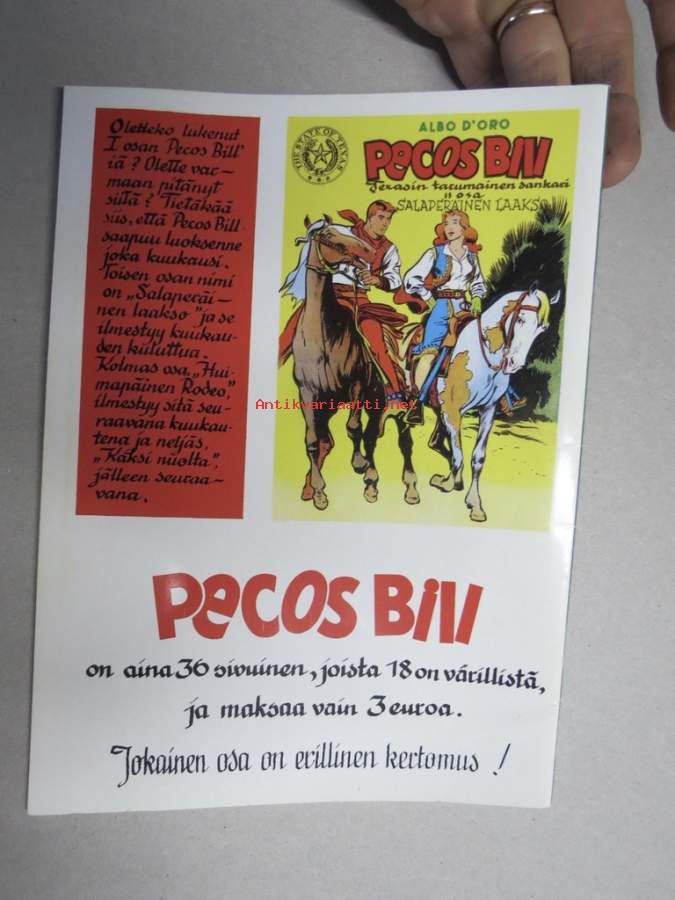 Oletteko lukenut
I osan Pecos Bill'
iä? Olette var-
maan pitänyt
siitä? Tietäkää
siis, että Pecos Bill
saapuu luoksenne
joka kuukausi.
Toisen osan nimi
on „Salaperäi-
nen laakso" ja se
ilmestyy kuukau-
den kuluttua.
Kolmas osa, „Hui-
mapäinen Rodeo,"
ilmestyy sitä seu-
raavana kuukau-
tena ja neljäs,
„Kaksi nuolta",
jälleen seuraa-
vana.
THE STATE OF TEXAS
ALBO D'ORO
PECOS BILL
Texasin tarumainen sankari
II osa
SALAPERÄINEN LAAKSO
Antikvariaatti.net
PECOS BILL
on aina 36 sivuinen, joista 18 on värillistä,
ja maksaa vain 3 euroa.
Jokainen osa on erillinen kertomus!